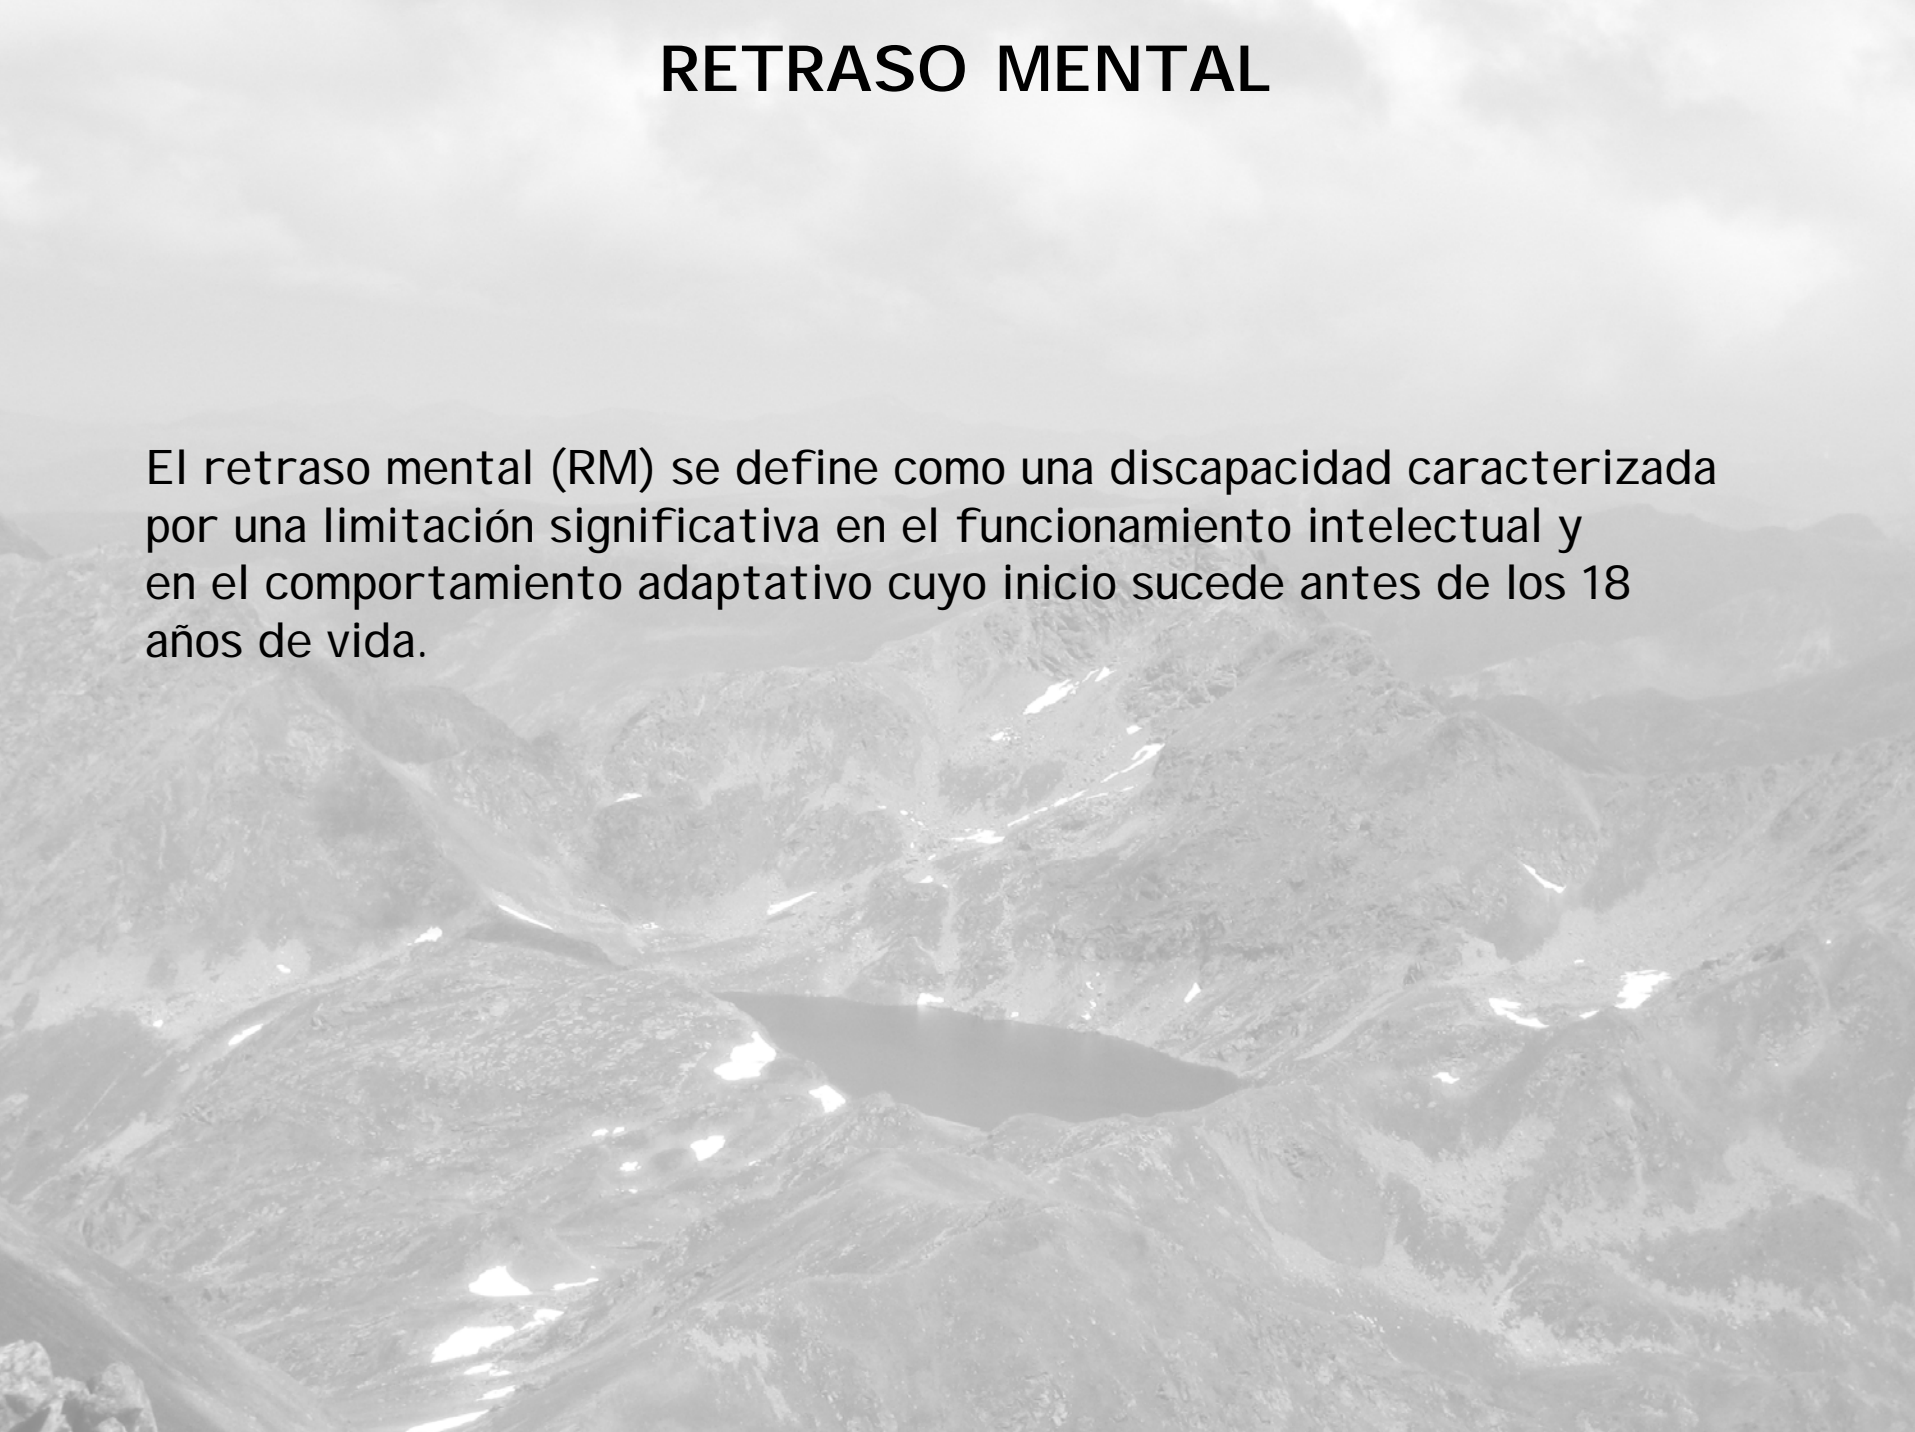 RETRASO MENTAL
El retraso mental (RM) se define como una discapacidad caracterizada
por una limitación significativa en el funcionamiento intelectual y
en el comportamiento adaptativo cuyo inicio sucede antes de los 18
años de vida.